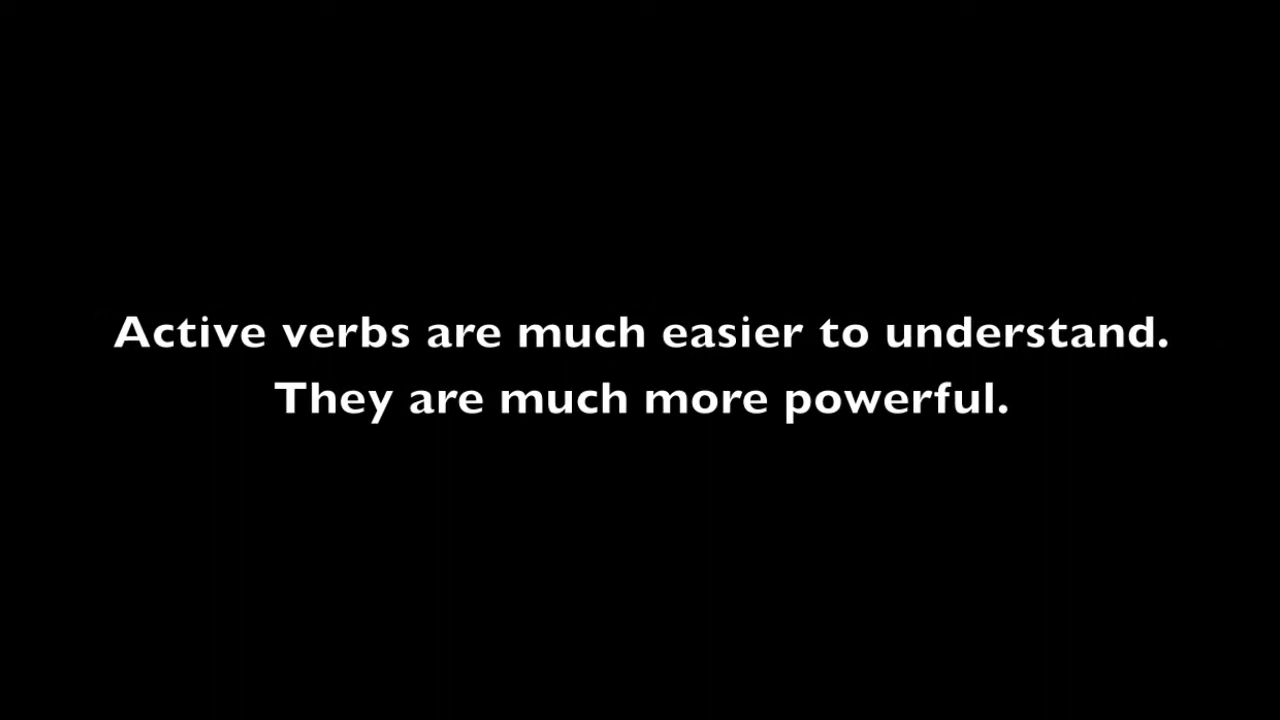 Active verbs are much easier to understand.
They are much more powerful.